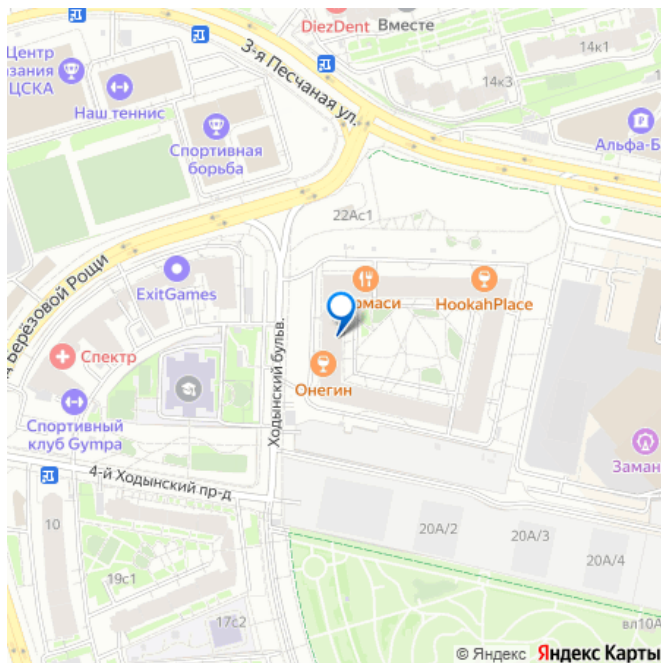 DiezDent
Вместе
14к1
Центр
зания
ЦСКА
3-я Песчаная ул.
14к3
Наш теннис
Альфа-Б
Спортивная
борьба
22Ас1
Берёзовой Рощи
ExitGames
омаси
HookahPlace
Ходынский бульв.
Спектр
Онегин
Спортивный
клуб Gympa
4-й Ходынский пр-д
Заман
10
20А/2
20А/3
20А/4
19с1
17с2
вл10А
© Яндекс Яндекс Карты